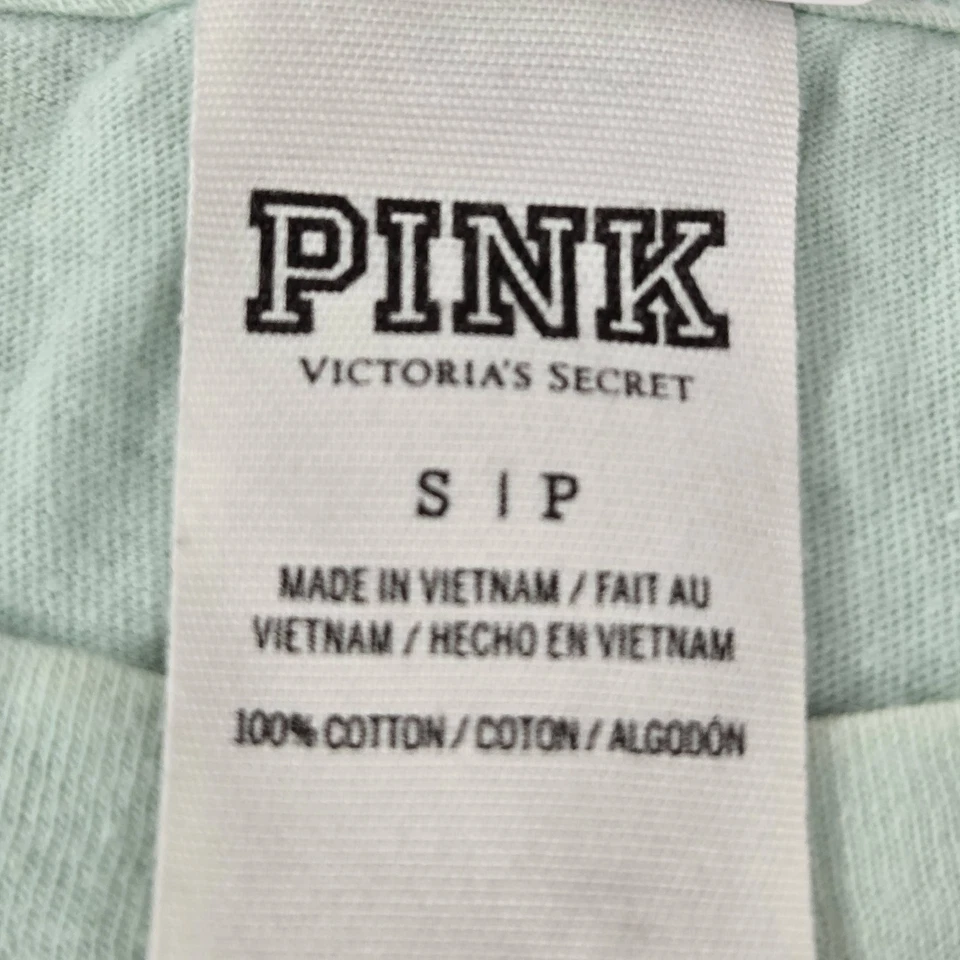 PINK
VICTORIA'S SECRET
S | P
MADE IN VIETNAM / FAIT AU
VIETNAM / HECHO EN VIETNAM
100% COTTON / COTON / ALGODÓN